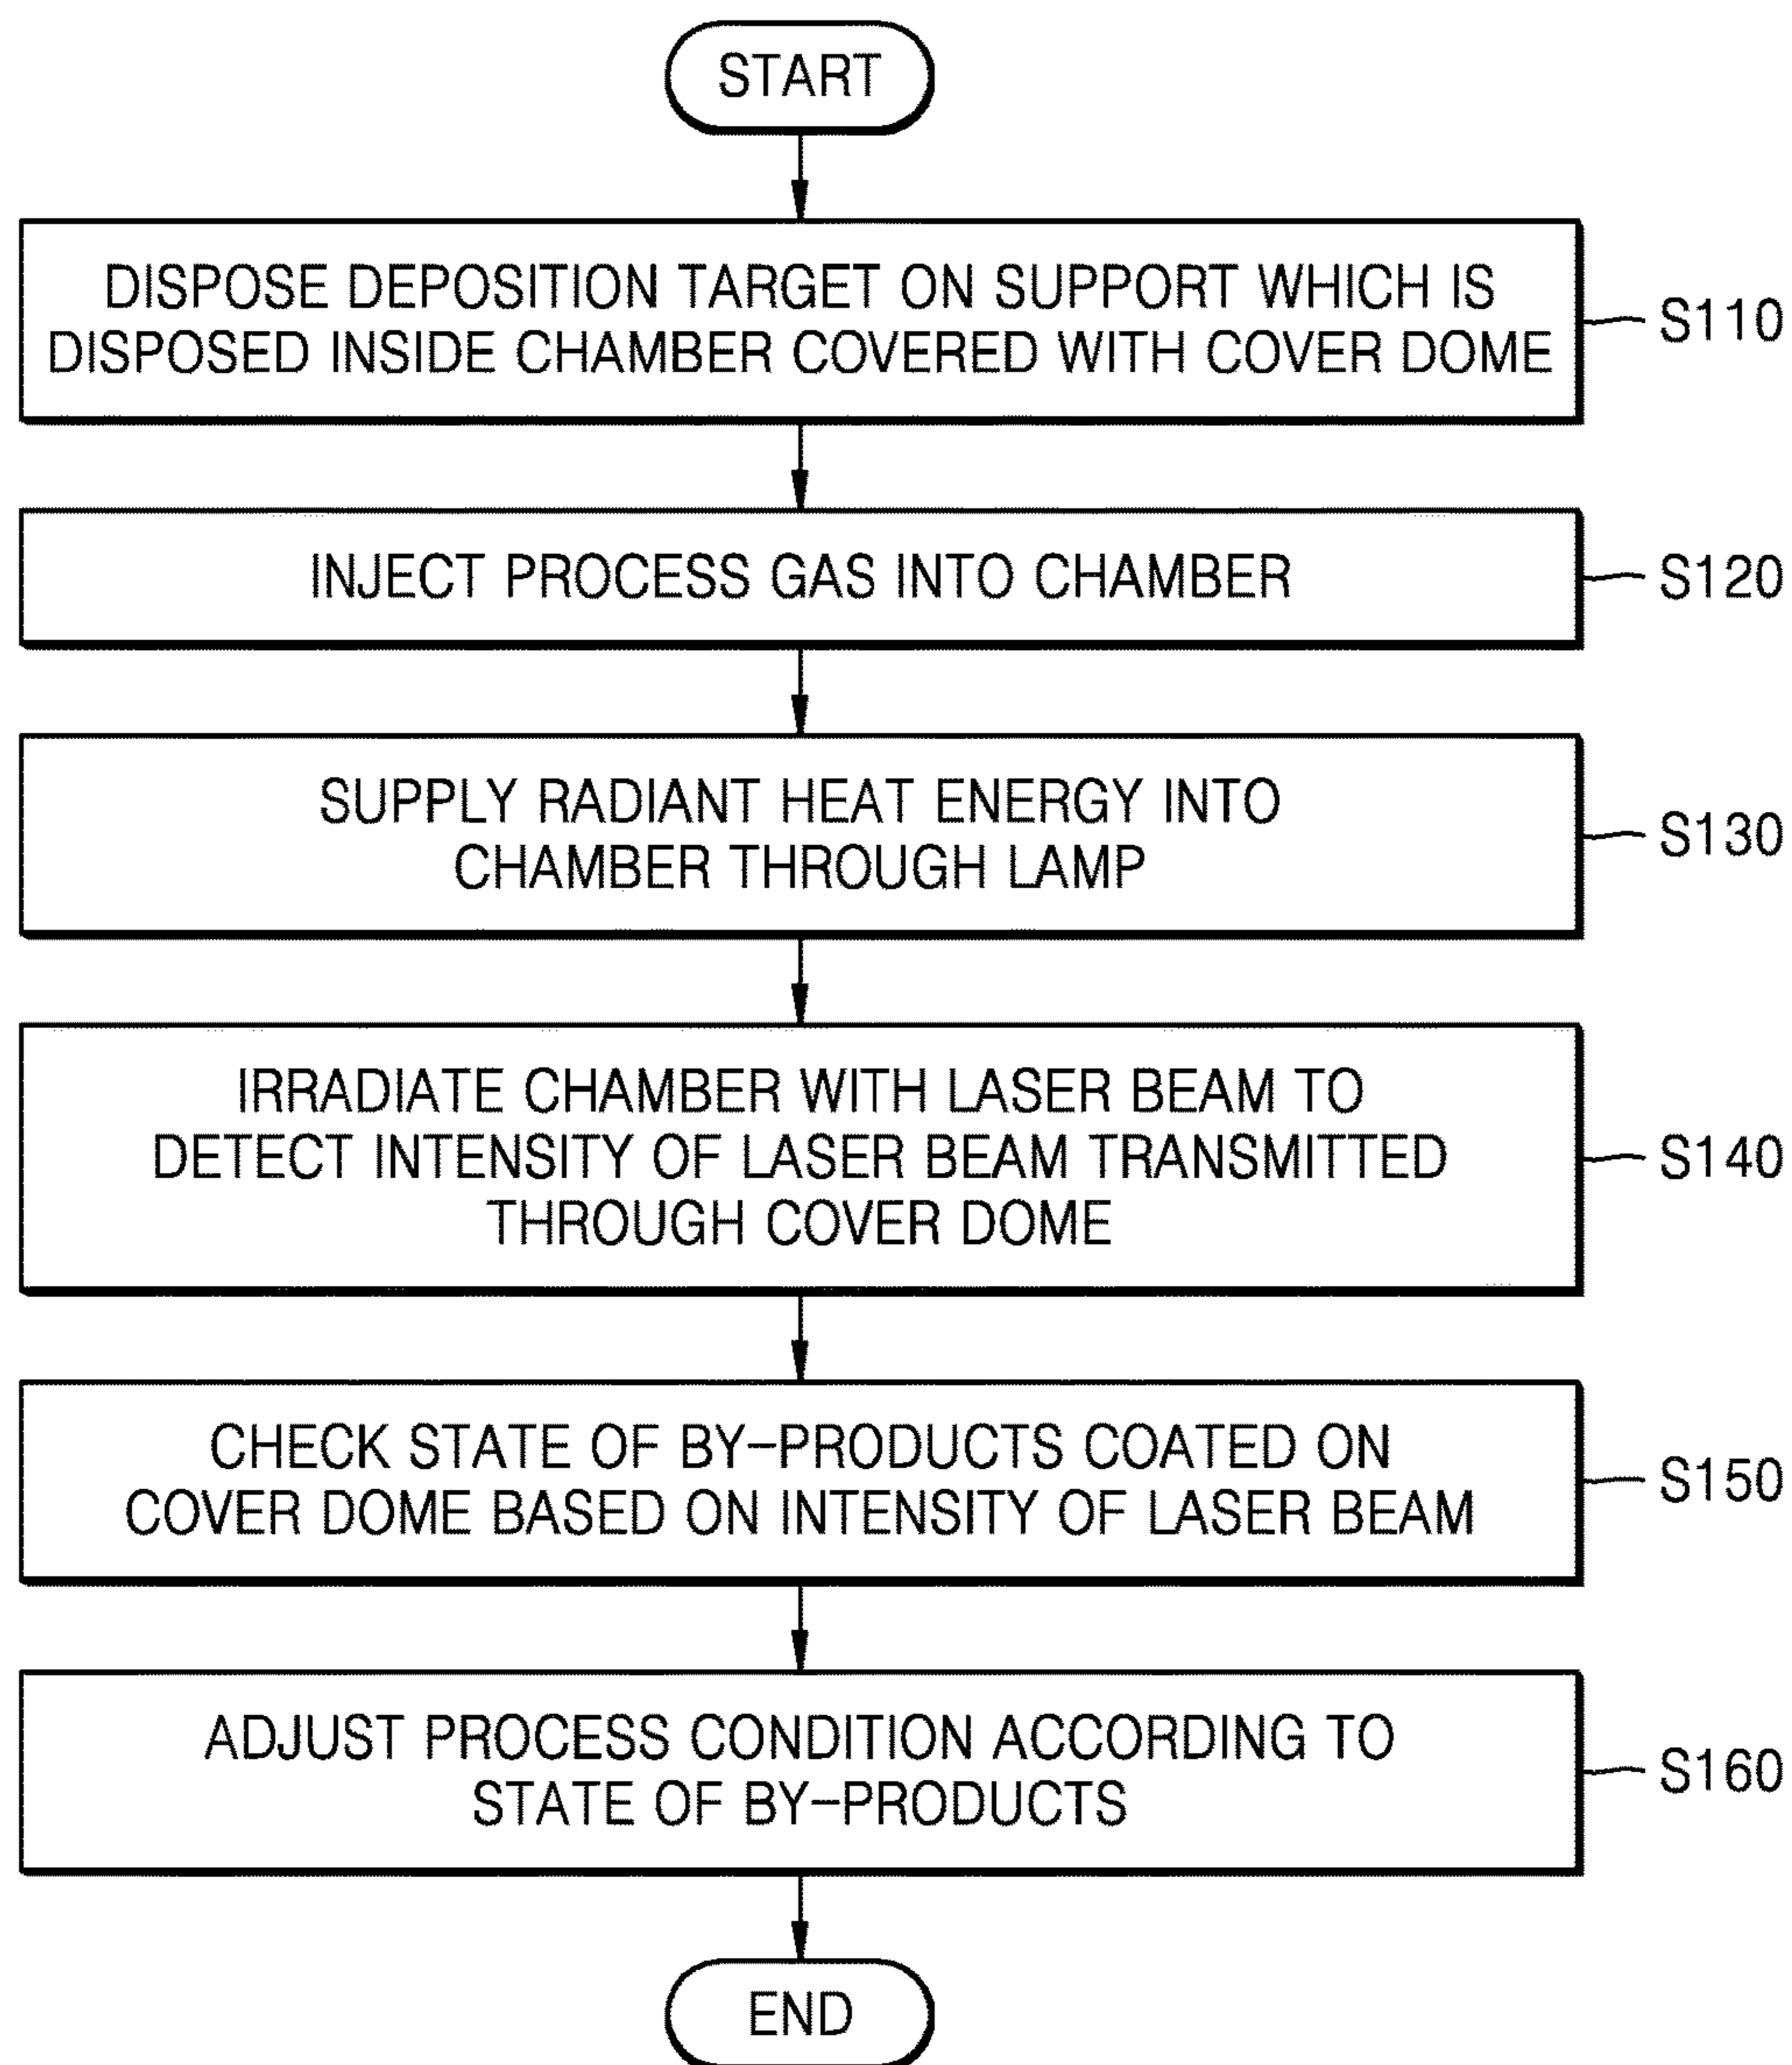 START
DISPOSE DEPOSITION TARGET ON SUPPORT WHICH IS
DISPOSED INSIDE CHAMBER COVERED WITH COVER DOME
S110
INJECT PROCESS GAS INTO CHAMBER
S120
SUPPLY RADIANT HEAT ENERGY INTO
CHAMBER THROUGH LAMP
S130
IRRADIATE CHAMBER WITH LASER BEAM TO
DETECT INTENSITY OF LASER BEAM TRANSMITTED
THROUGH COVER DOME
S140
CHECK STATE OF BY-PRODUCTS COATED ON
COVER DOME BASED ON INTENSITY OF LASER BEAM
S150
ADJUST PROCESS CONDITION ACCORDING TO
STATE OF BY-PRODUCTS
S160
END